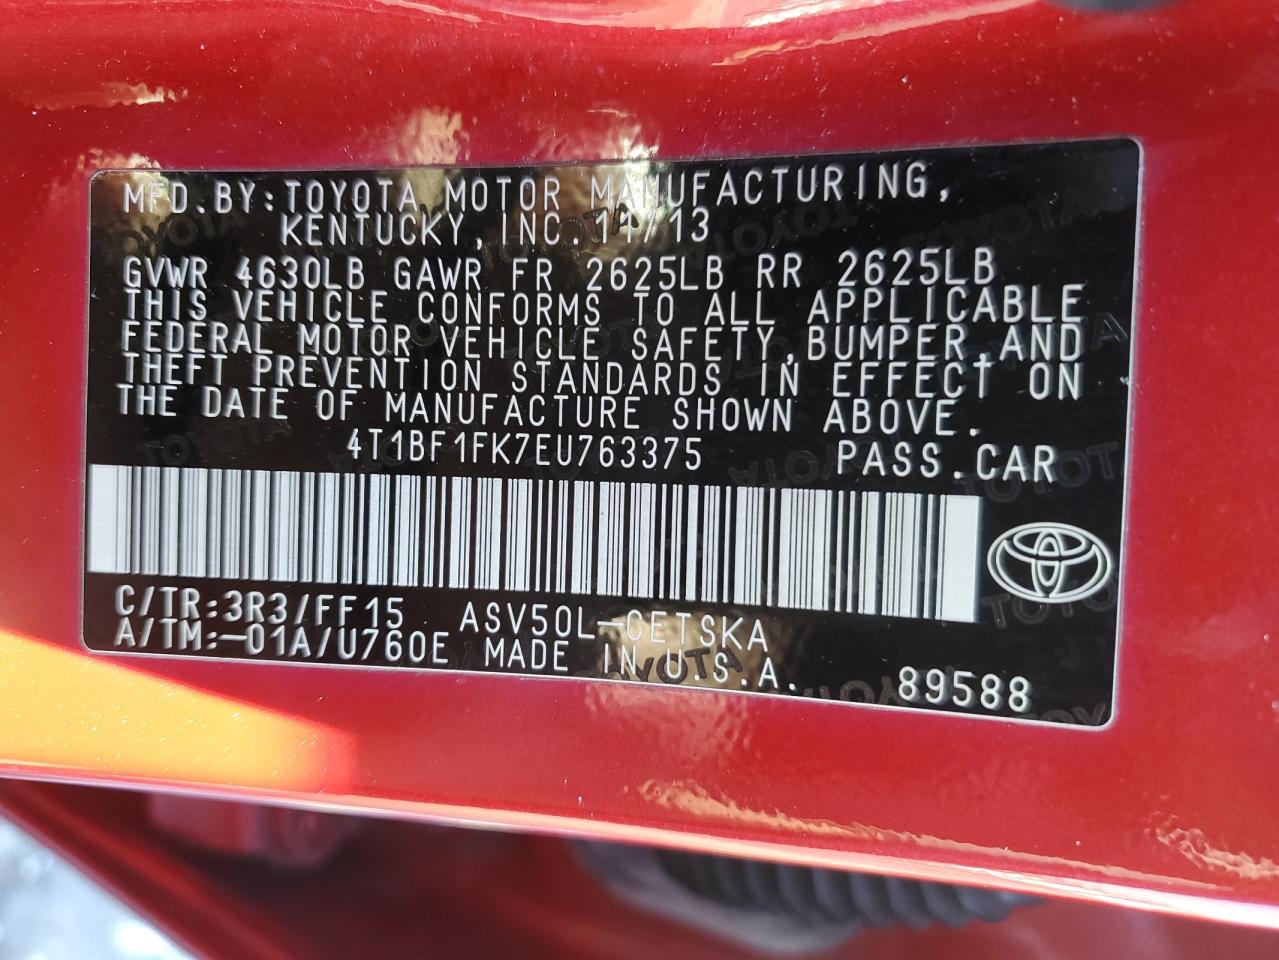 MFD.BY:TOYOTA MOTOR MANUFACTURING,
KENTUCKY,INC.11/13
GVWR 4630LB GAWR FR 2625LB RR 2625LB
THIS VEHICLE CONFORMS TO ALL APPLICABLE
FEDERAL MOTOR VEHICLE SAFETY,BUMPER,AND
THEFT PREVENTION STANDARDS IN EFFECT ON
THE DATE OF MANUFACTURE SHOWN ABOVE.
4T1BF1FK7EU763375 PASS.CAR
C/TR:3R3/FF15 ASV50L-CETSKA
A/TM:-01A/U760E MADE IN U.S.A. 89588